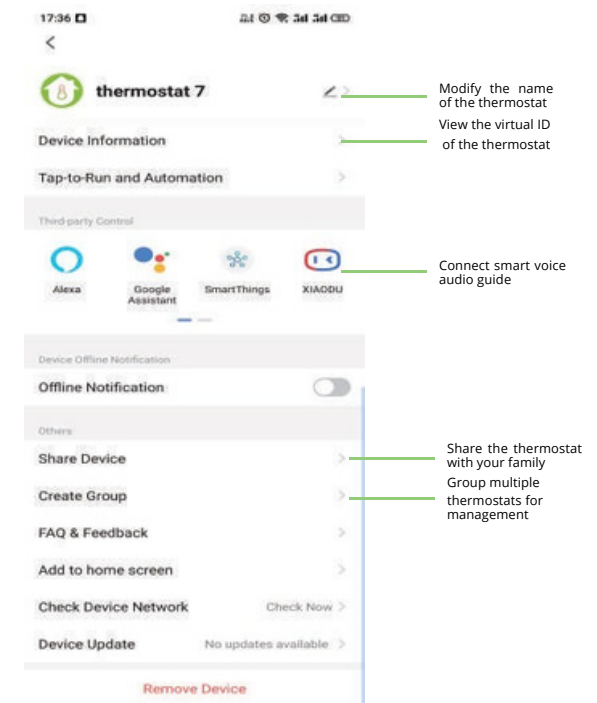 17:36
thermostat 7
Modify the name
of the thermostat
View the virtual ID
of the thermostat
Device Information
Tap-to-Run and Automation
Third-party Control
Alexa
Google
Assistant
SmartThings
XIAODU
Connect smart voice
audio guide
Device Offline Notification
Offline Notification
Others
Share Device
Share the thermostat
with your family
Create Group
Group multiple
thermostats for
management
FAQ & Feedback
Add to home screen
Check Device Network Check Now
Device Update No updates available
Remove Device